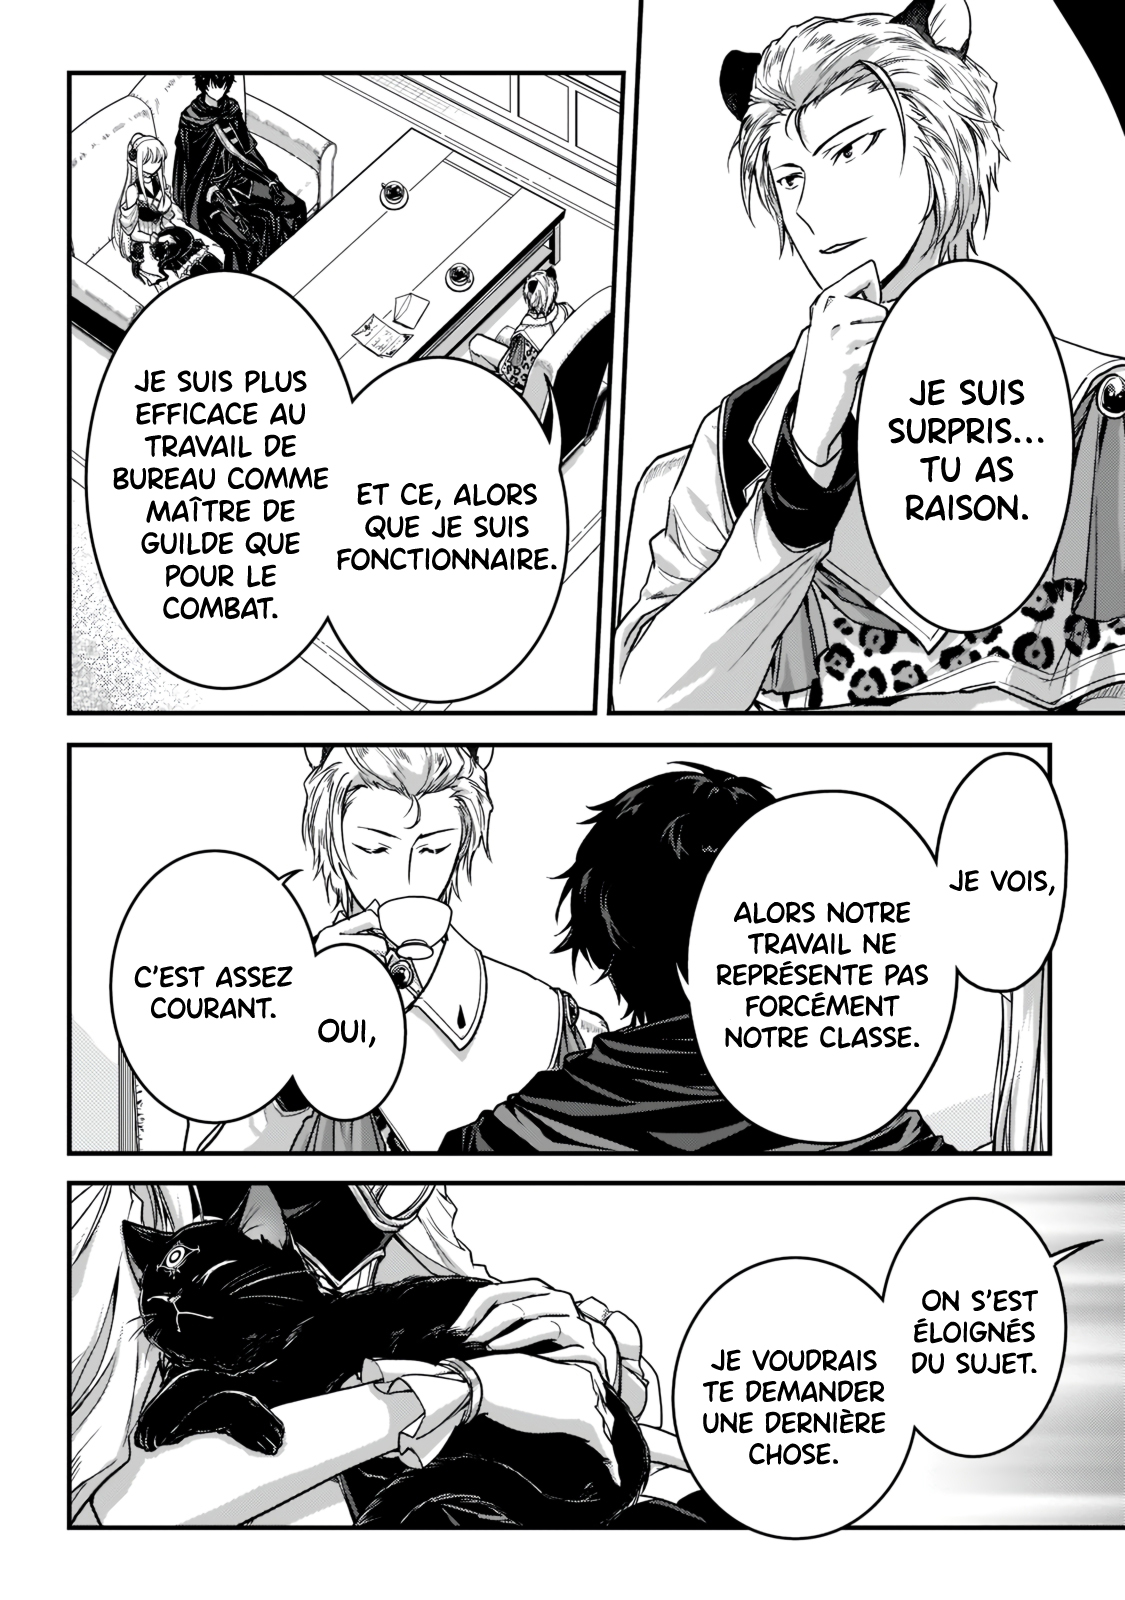 JE SUIS
SURPRIS...
TU AS
RAISON.
ET CE, ALORS
QUE JE SUIS
FONCTIONNAIRE.
JE SUIS PLUS
EFFICACE AU
TRAVAIL DE
BUREAU COMME
MAÎTRE DE
GUILDE QUE
POUR LE
COMBAT.
JE VOIS,
ALORS NOTRE
TRAVAIL NE
REPRÉSENTE PAS
FORCÉMENT
NOTRE CLASSE.
OUI,
C'EST ASSEZ
COURANT.
ON S'EST
ÉLOIGNÉS
DU SUJET.
JE VOUDRAIS
TE DEMANDER
UNE DERNIÈRE
CHOSE.